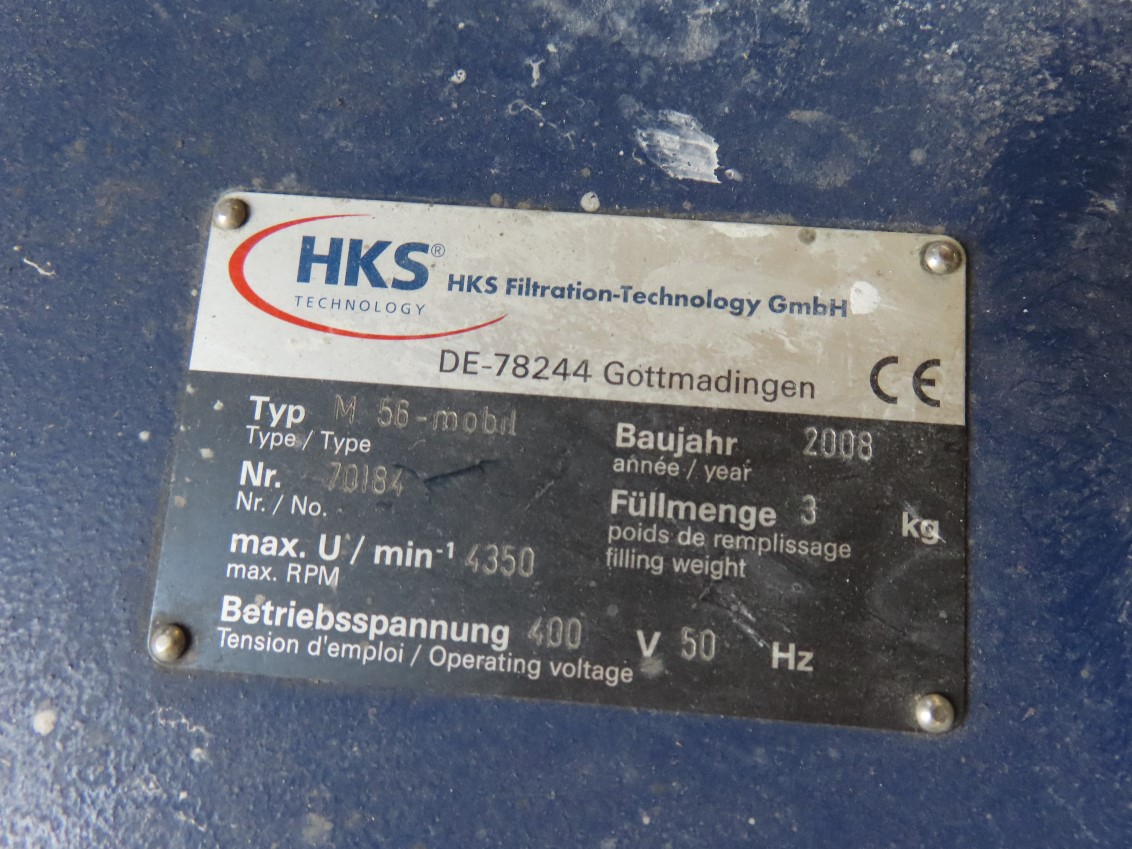 HKS®
TECHNOLOGY
HKS Filtration-Technology GmbH
DE-78244 Gottmadingen
CE
Typ M 56-mobil
Type / Type
Nr. 70184
Nr. / No.
max. U / min-1 4350
max. RPM
Betriebsspannung 400 V 50 Hz
Tension d'emploi / Operating voltage
Baujahr 2008
année / year
Füllmenge 3 kg
poids de remplissage
filling weight